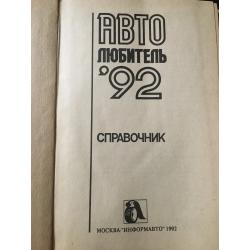 АВТО
ЛЮБИТЕЛЬ
'92
СПРАВОЧНИК
МОСКВА·"ИНФОРМАВТО" 1992